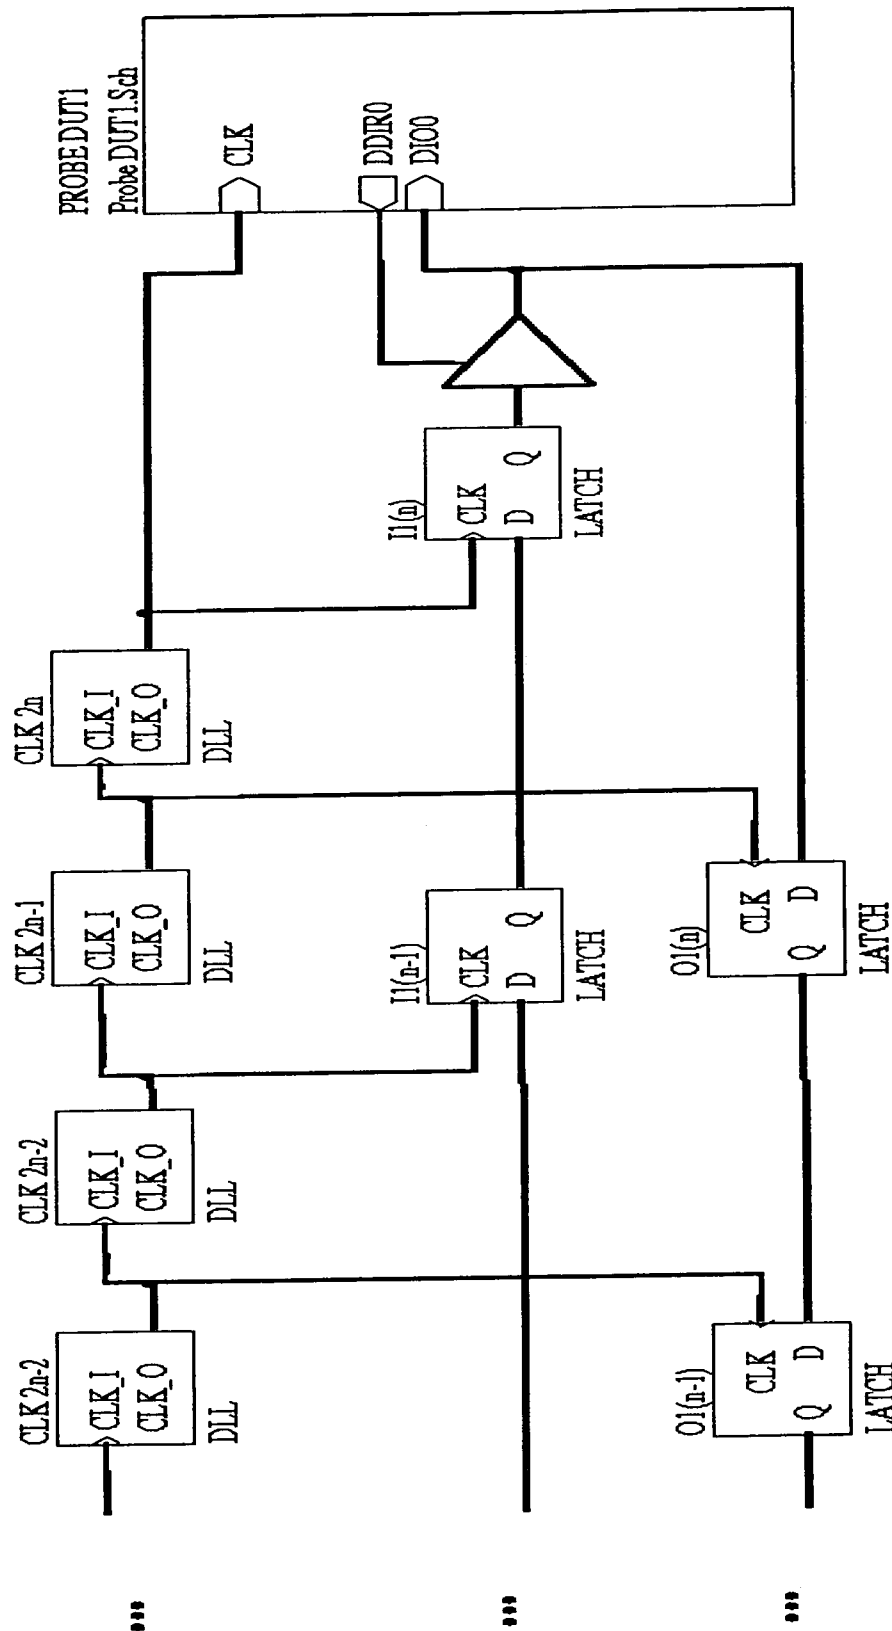 CLK 2n-2
CLK_I
CLK_O
DLL
CLK 2n-2
CLK_I
CLK_O
DLL
CLK 2n-1
CLK_I
CLK_O
DLL
CLK 2n
CLK_I
CLK_O
DLL
PROBE DUT1
Probe DUT1.Sch
CLK
DDIR0
DIO0
I1(n-1)
CLK
D Q
LATCH
I1(n)
CLK
D Q
LATCH
O1(n-1)
CLK
Q D
LATCH
O1(n)
CLK
Q D
LATCH
...
...
...